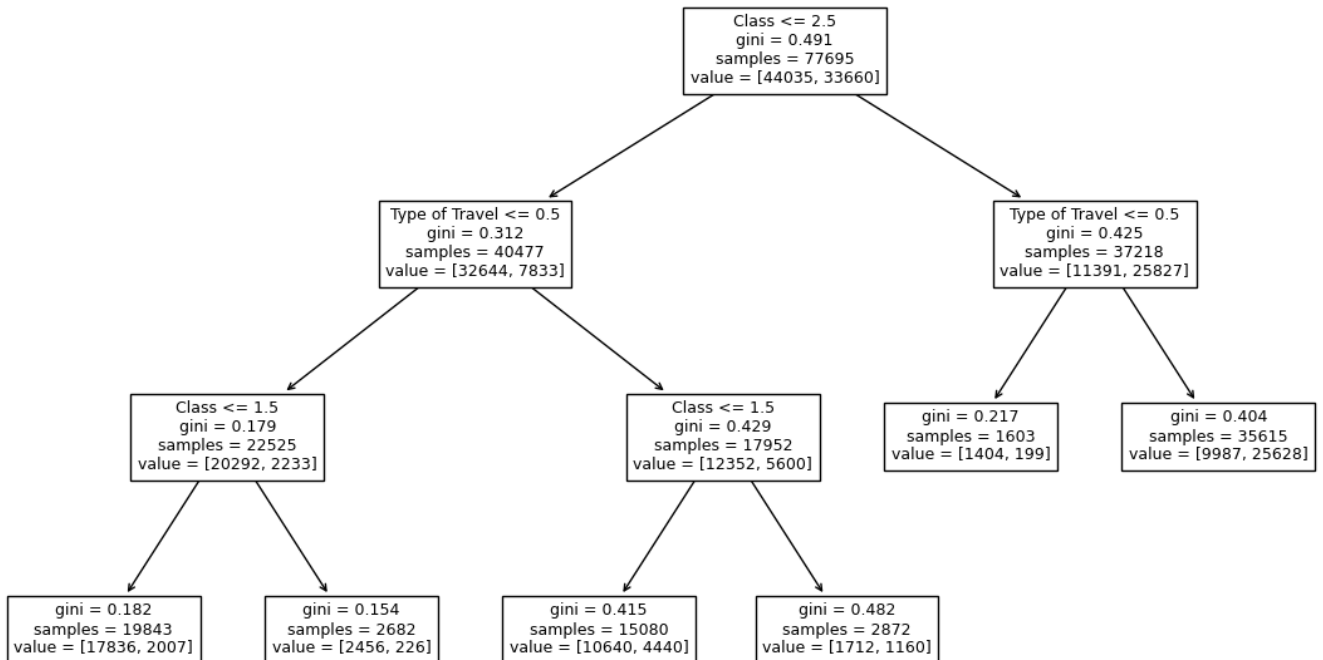 Class <= 2.5
gini = 0.491
samples = 77695
value = [44035, 33660]
Type of Travel <= 0.5
gini = 0.312
samples = 40477
value = [32644, 7833]
Type of Travel <= 0.5
gini = 0.425
samples = 37218
value = [11391, 25827]
Class <= 1.5
gini = 0.179
samples = 22525
value = [20292, 2233]
Class <= 1.5
gini = 0.429
samples = 17952
value = [12352, 5600]
gini = 0.217
samples = 1603
value = [1404, 199]
gini = 0.404
samples = 35615
value = [9987, 25628]
gini = 0.182
samples = 19843
value = [17836, 2007]
gini = 0.154
samples = 2682
value = [2456, 226]
gini = 0.415
samples = 15080
value = [10640, 4440]
gini = 0.482
samples = 2872
value = [1712, 1160]